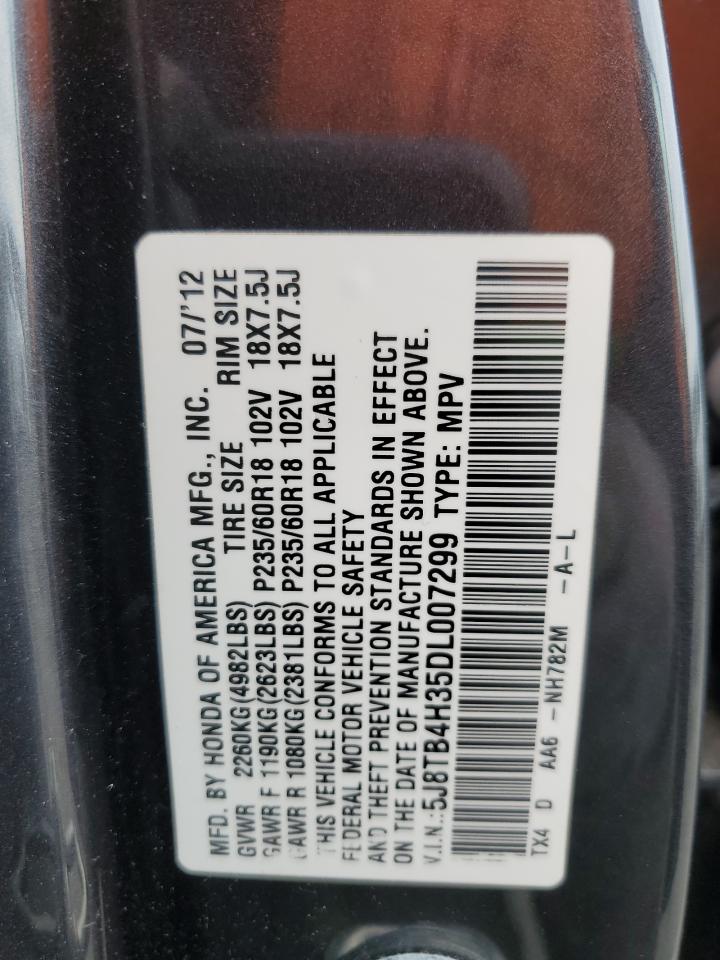 MFD. BY HONDA OF AMERICA MFG., INC. 07/'12
GVWR 2260KG(4982LBS) TIRE SIZE RIM SIZE
GAWR F 1190KG(2623LBS) P235/60R18 102V 18X7.5J
GAWR R 1080KG(2381LBS) P235/60R18 102V 18X7.5J
THIS VEHICLE CONFORMS TO ALL APPLICABLE
FEDERAL MOTOR VEHICLE SAFETY
AND THEFT PREVENTION STANDARDS IN EFFECT
ON THE DATE OF MANUFACTURE SHOWN ABOVE.
V.I.N.:5J8TB4H35DL007299 TYPE: MPV
TX4 D AA6 -NH782M -A-L